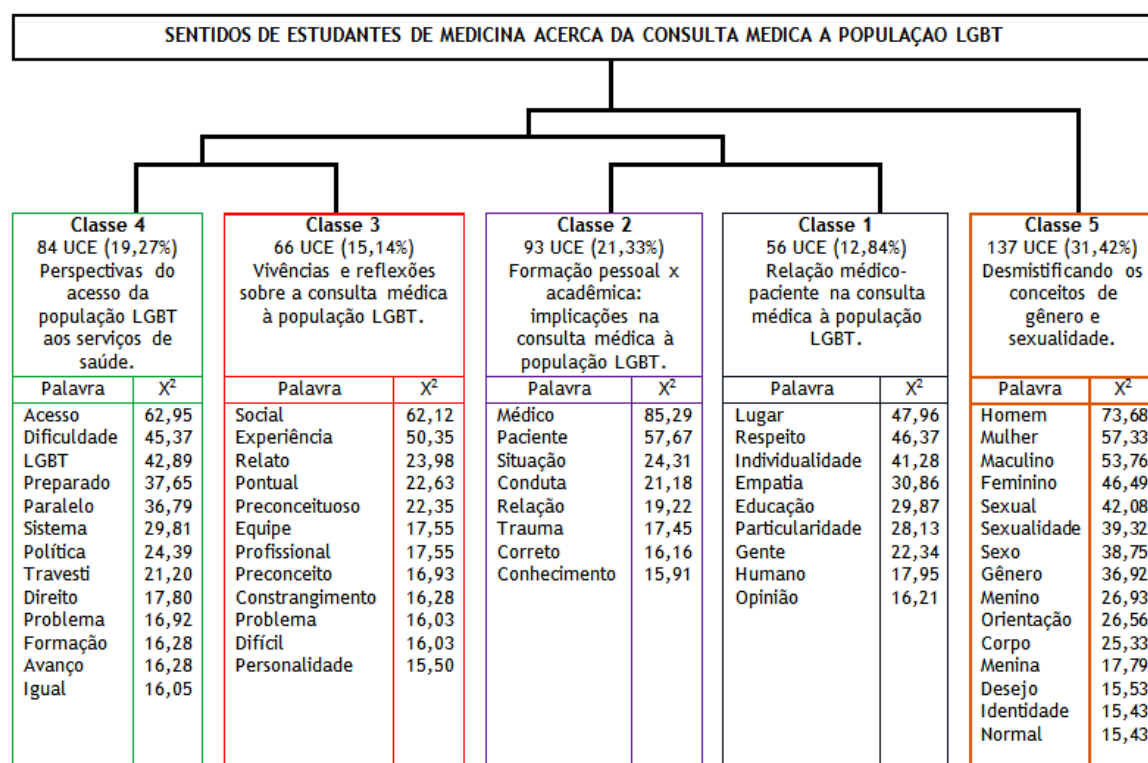 SENTIDOS DE ESTUDANTES DE MEDICINA ACERCA DA CONSULTA MEDICA A POPULAÇAO LGBT
Classe 4
84 UCE (19,27%)
Perspectivas do
acesso da
população LGBT
aos serviços de
saúde.
Palavra X²
Acesso 62,95
Dificuldade 45,37
LGBT 42,89
Preparado 37,65
Paralelo 36,79
Sistema 29,81
Política 24,39
Travesti 21,20
Direito 17,80
Problema 16,92
Formação 16,28
Avanço 16,28
Igual 16,05
Classe 3
66 UCE (15,14%)
Vivências e reflexões
sobre a consulta médica
à população LGBT.
Palavra X²
Social 62,12
Experiência 50,35
Relato 23,98
Pontual 22,63
Preconceituoso 22,35
Equipe 17,55
Profissional 17,55
Preconceito 16,93
Constrangimento 16,28
Problema 16,03
Difícil 16,03
Personalidade 15,50
Classe 2
93 UCE (21,33%)
Formação pessoal x
acadêmica:
implicações na
consulta médica à
população LGBT.
Palavra X²
Médico 85,29
Paciente 57,67
Situação 24,31
Conduta 21,18
Relação 19,22
Trauma 17,45
Correto 16,16
Conhecimento 15,91
Classe 1
56 UCE (12,84%)
Relação médico-
paciente na consulta
médica à população
LGBT.
Palavra X²
Lugar 47,96
Respeito 46,37
Individualidade 41,28
Empatia 30,86
Educação 29,87
Particularidade 28,13
Gente 22,34
Humano 17,95
Opinião 16,21
Classe 5
137 UCE (31,42%)
Desmistificando os
conceitos de
gênero e
sexualidade.
Palavra X²
Homem 73,68
Mulher 57,33
Maculino 53,76
Feminino 46,49
Sexual 42,08
Sexualidade 39,32
Sexo 38,75
Gênero 36,92
Menino 26,93
Orientação 26,56
Corpo 25,33
Menina 17,79
Desejo 15,53
Identidade 15,43
Normal 15,43